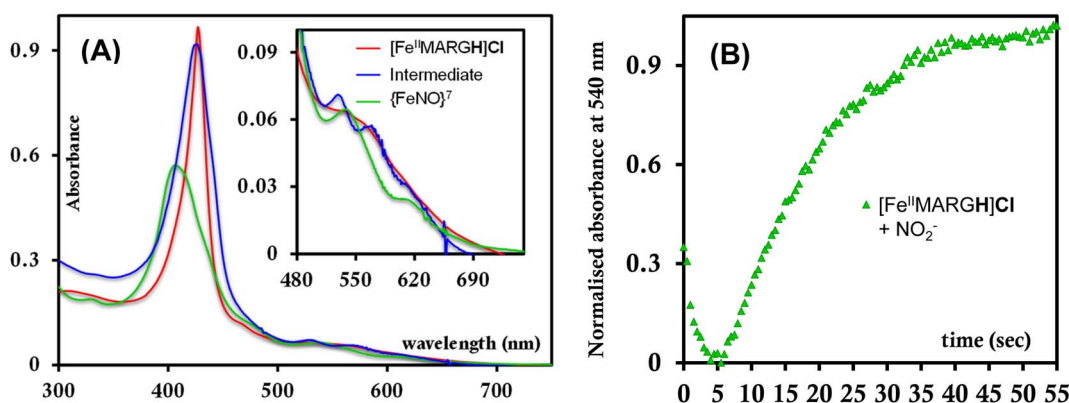 (A)
Absorbance
0.9
0.6
0.3
0
300
400
500
600
700
wavelength (nm)
0.09
0.06
0.03
0
480
550
620
690
[FeᴵᴵMARGH]Cl
Intermediate
{FeNO}⁷
(B)
Normalised absorbance at 540 nm
0.9
0.6
0.3
0
0 5 10 15 20 25 30 35 40 45 50 55
time (sec)
[FeᴵᴵMARGH]Cl
+ NO₂⁻